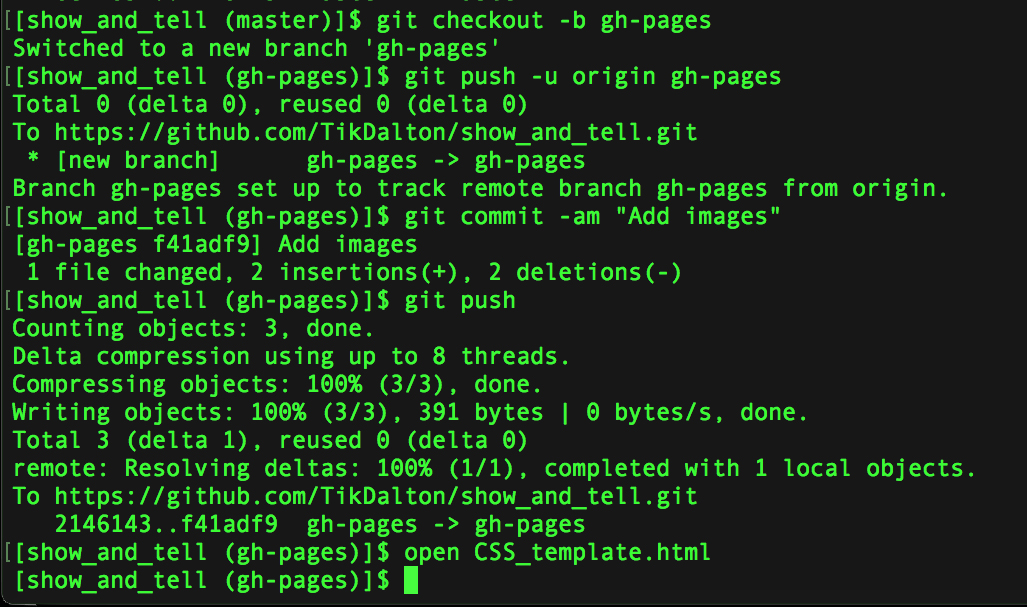 [[show_and_tell (master)]$ git checkout -b gh-pages
Switched to a new branch 'gh-pages'
[[show_and_tell (gh-pages)]$ git push -u origin gh-pages
Total 0 (delta 0), reused 0 (delta 0)
To https://github.com/TikDalton/show_and_tell.git
 * [new branch]      gh-pages -> gh-pages
Branch gh-pages set up to track remote branch gh-pages from origin.
[[show_and_tell (gh-pages)]$ git commit -am "Add images"
[gh-pages f41adf9] Add images
 1 file changed, 2 insertions(+), 2 deletions(-)
[[show_and_tell (gh-pages)]$ git push
Counting objects: 3, done.
Delta compression using up to 8 threads.
Compressing objects: 100% (3/3), done.
Writing objects: 100% (3/3), 391 bytes | 0 bytes/s, done.
Total 3 (delta 1), reused 0 (delta 0)
remote: Resolving deltas: 100% (1/1), completed with 1 local objects.
To https://github.com/TikDalton/show_and_tell.git
   2146143..f41adf9  gh-pages -> gh-pages
[[show_and_tell (gh-pages)]$ open CSS_template.html
[show_and_tell (gh-pages)]$